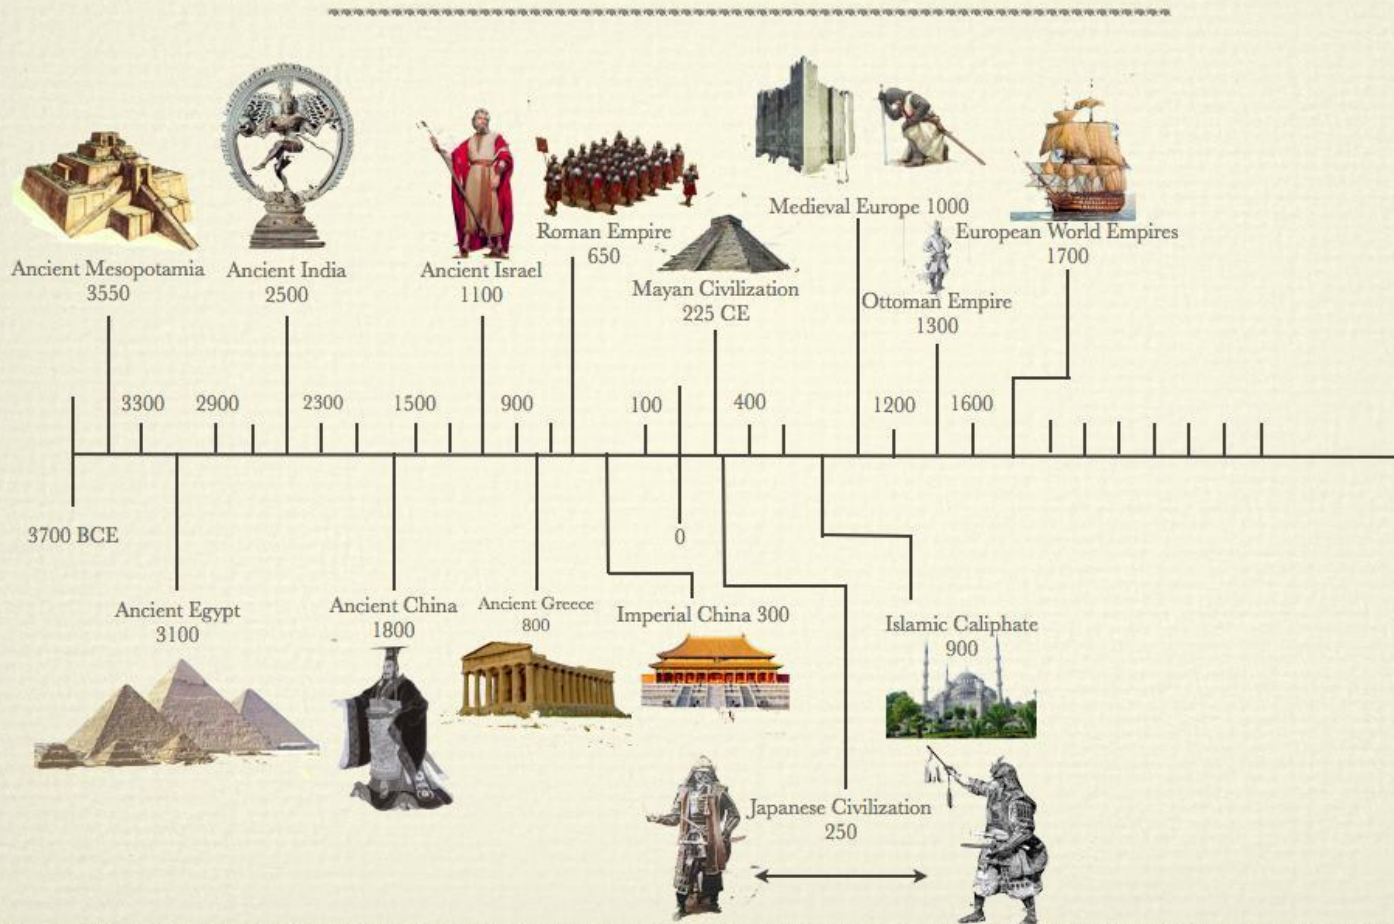 Medieval Europe 1000
Roman Empire
650
European World Empires
1700
Ancient Mesopotamia
3550
Ancient India
2500
Ancient Israel
1100
Mayan Civilization
225 CE
Ottoman Empire
1300
3300
2900
2300
1500
900
100
400
1200
1600
3700 BCE
0
Ancient Egypt
3100
Ancient China
1800
Ancient Greece
800
Imperial China 300
Islamic Caliphate
900
Japanese Civilization
250